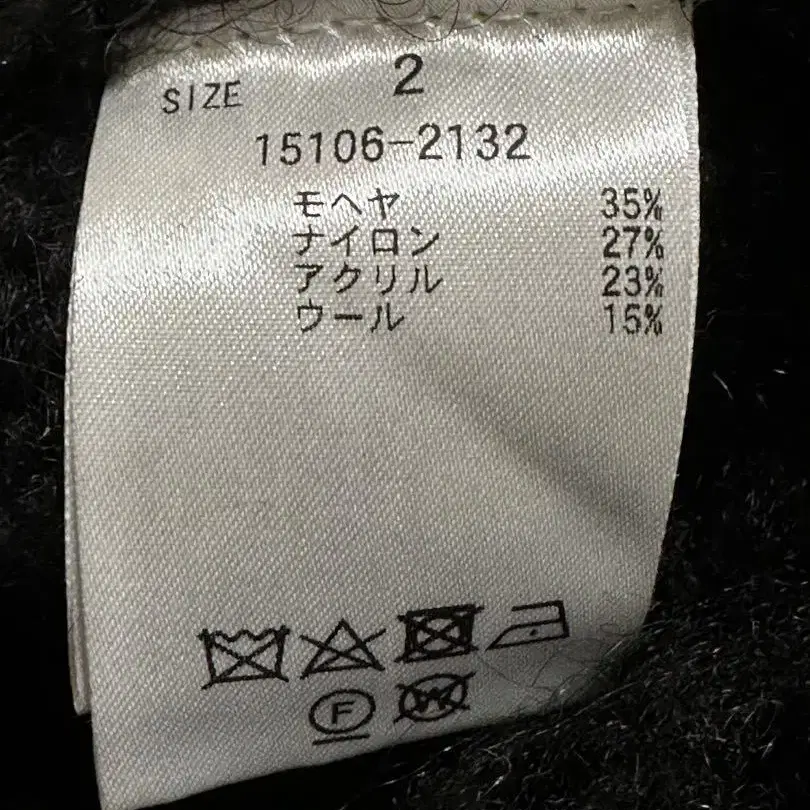 SIZE 2
15106-2132
モヘヤ 35%
ナイロン 27%
アクリル 23%
ウール 15%
F W